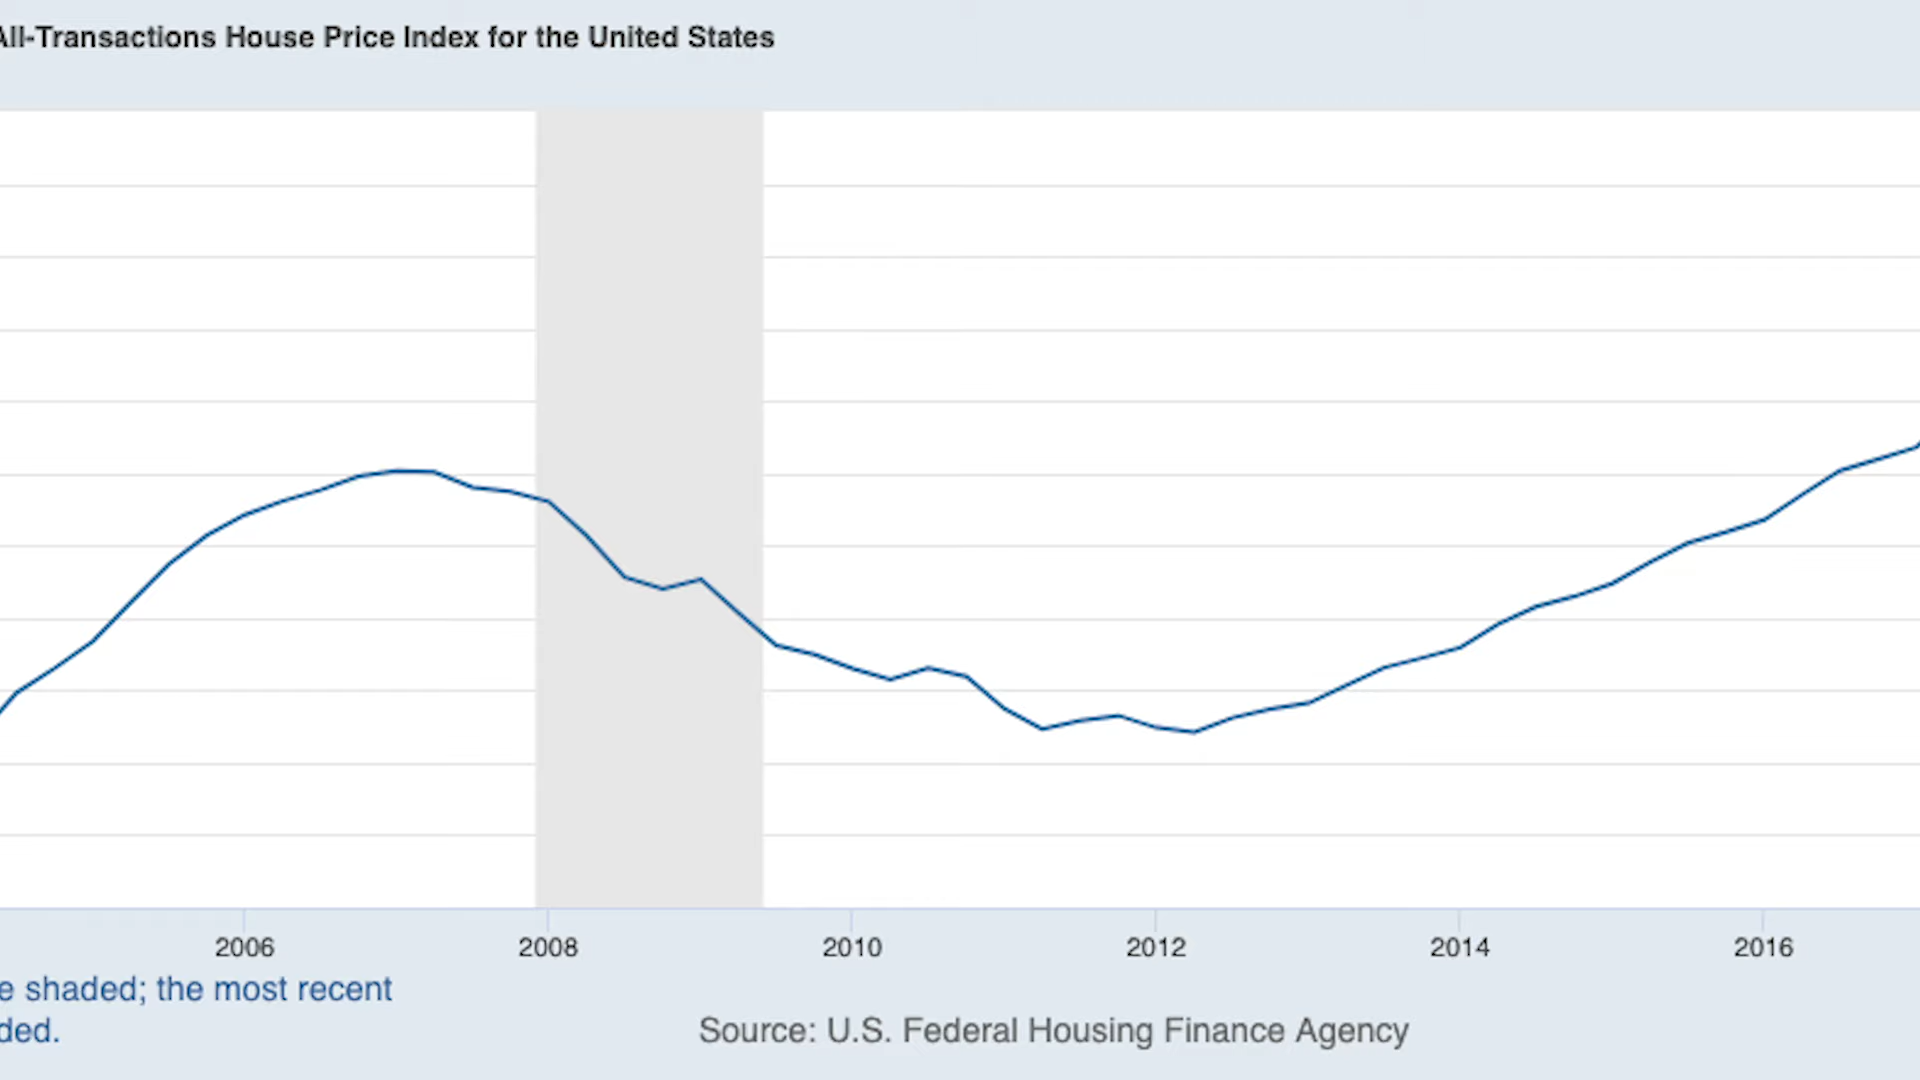 All-Transactions House Price Index for the United States
2006 2008 2010 2012 2014 2016
e shaded; the most recent
ded.
Source: U.S. Federal Housing Finance Agency